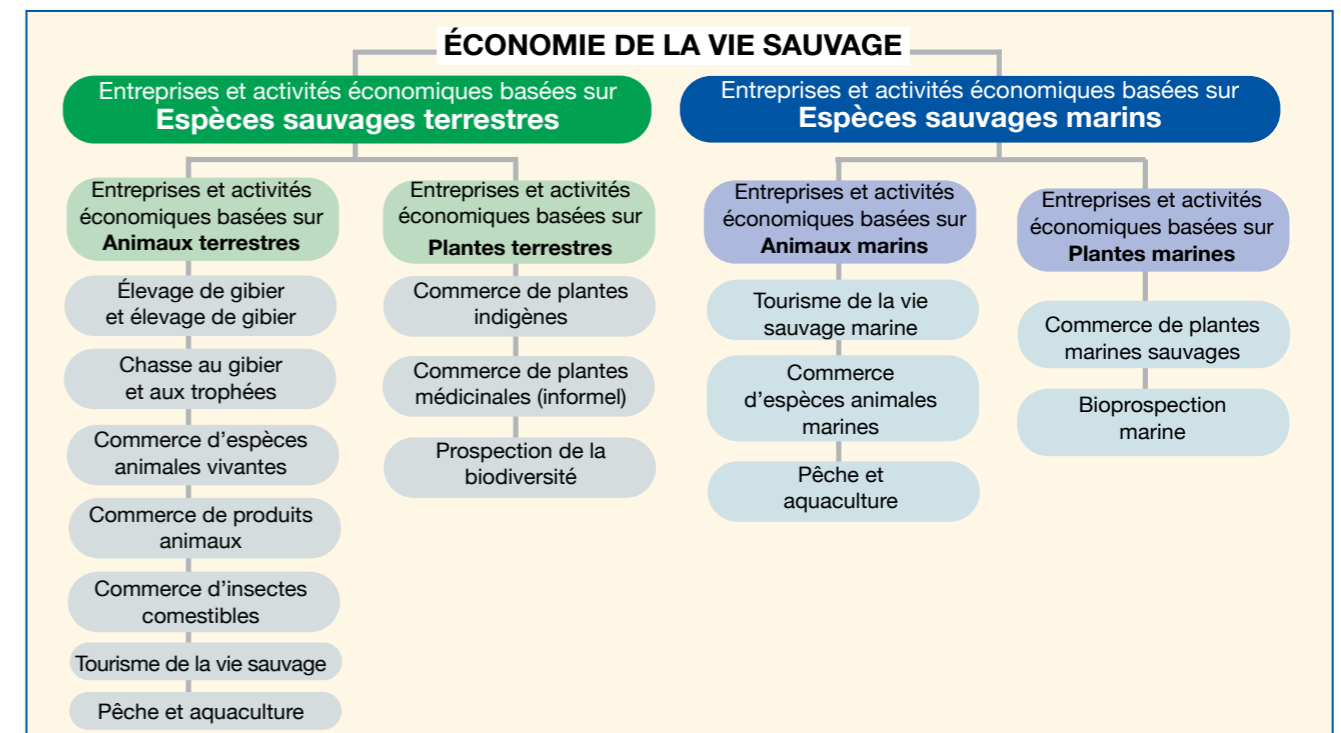 ÉCONOMIE DE LA VIE SAUVAGE
Entreprises et activités économiques basées sur
Espèces sauvages terrestres
Entreprises et activités
économiques basées sur
Animaux terrestres
Élevage de gibier
et élevage de gibier
Chasse au gibier
et aux trophées
Commerce d'espèces
animales vivantes
Commerce de produits
animaux
Commerce d'insectes
comestibles
Tourisme de la vie sauvage
Pêche et aquaculture
Entreprises et activités
économiques basées sur
Plantes terrestres
Commerce de plantes
indigènes
Commerce de plantes
médicinales (informel)
Prospection de la
biodiversité
Entreprises et activités économiques basées sur
Espèces sauvages marins
Entreprises et activités
économiques basées sur
Animaux marins
Tourisme de la vie
sauvage marine
Commerce
d'espèces animales
marines
Pêche et
aquaculture
Entreprises et activités
économiques basées sur
Plantes marines
Commerce de plantes
marines sauvages
Bioprospection
marine